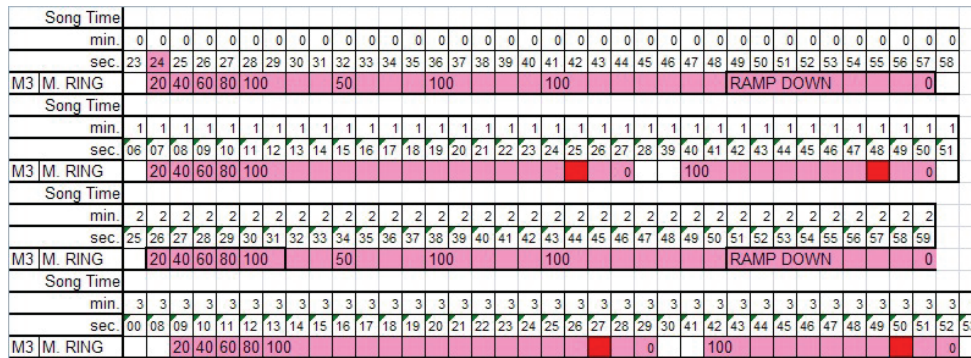 Song Time
min. 0 0 0 0 0 0 0 0 0 0 0 0 0 0 0 0 0 0 0 0 0 0 0 0 0 0 0 0 0 0 0 0 0 0 0 0
sec. 23 24 25 26 27 28 29 30 31 32 33 34 35 36 37 38 39 40 41 42 43 44 45 46 47 48 49 50 51 52 53 54 55 56 57 58
M3 M. RING 20 40 60 80 100 50 100 100 RAMP DOWN 0
Song Time
min. 1 1 1 1 1 1 1 1 1 1 1 1 1 1 1 1 1 1 1 1 1 1 1 1 1 1 1 1 1 1 1 1 1 1 1 1
sec. 06 07 08 09 10 11 12 13 14 15 16 17 18 19 20 21 22 23 24 25 26 27 28 39 40 41 42 43 44 45 46 47 48 49 50 51
M3 M. RING 20 40 60 80 100 0 100 0
Song Time
min. 2 2 2 2 2 2 2 2 2 2 2 2 2 2 2 2 2 2 2 2 2 2 2 2 2 2 2 2 2 2 2 2 2 2 2
sec. 25 26 27 28 29 30 31 32 33 34 35 36 37 38 39 40 41 42 43 44 45 46 47 48 49 50 51 52 53 54 55 56 57 58 59
M3 M. RING 20 40 60 80 100 50 100 100 RAMP DOWN 0
Song Time
min. 3 3 3 3 3 3 3 3 3 3 3 3 3 3 3 3 3 3 3 3 3 3 3 3 3 3 3 3 3 3 3 3 3 3 3 3
sec. 00 08 09 10 11 12 13 14 15 16 17 18 19 20 21 22 23 24 25 26 27 28 29 30 41 42 43 44 45 46 47 48 49 50 51 52
M3 M. RING 20 40 60 80 100 0 100 0